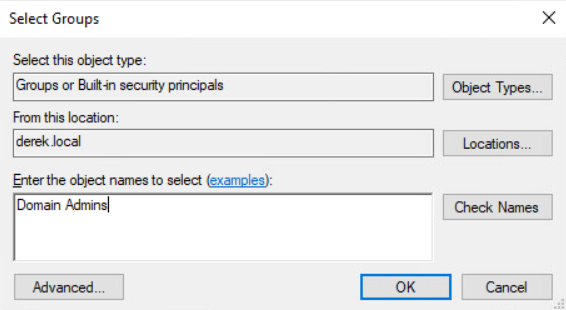 Select Groups
Select this object type:
Groups or Built-in security principals
Object Types...
From this location:
derek.local
Locations...
Enter the object names to select (examples):
Domain Admins
Check Names
Advanced...
OK
Cancel